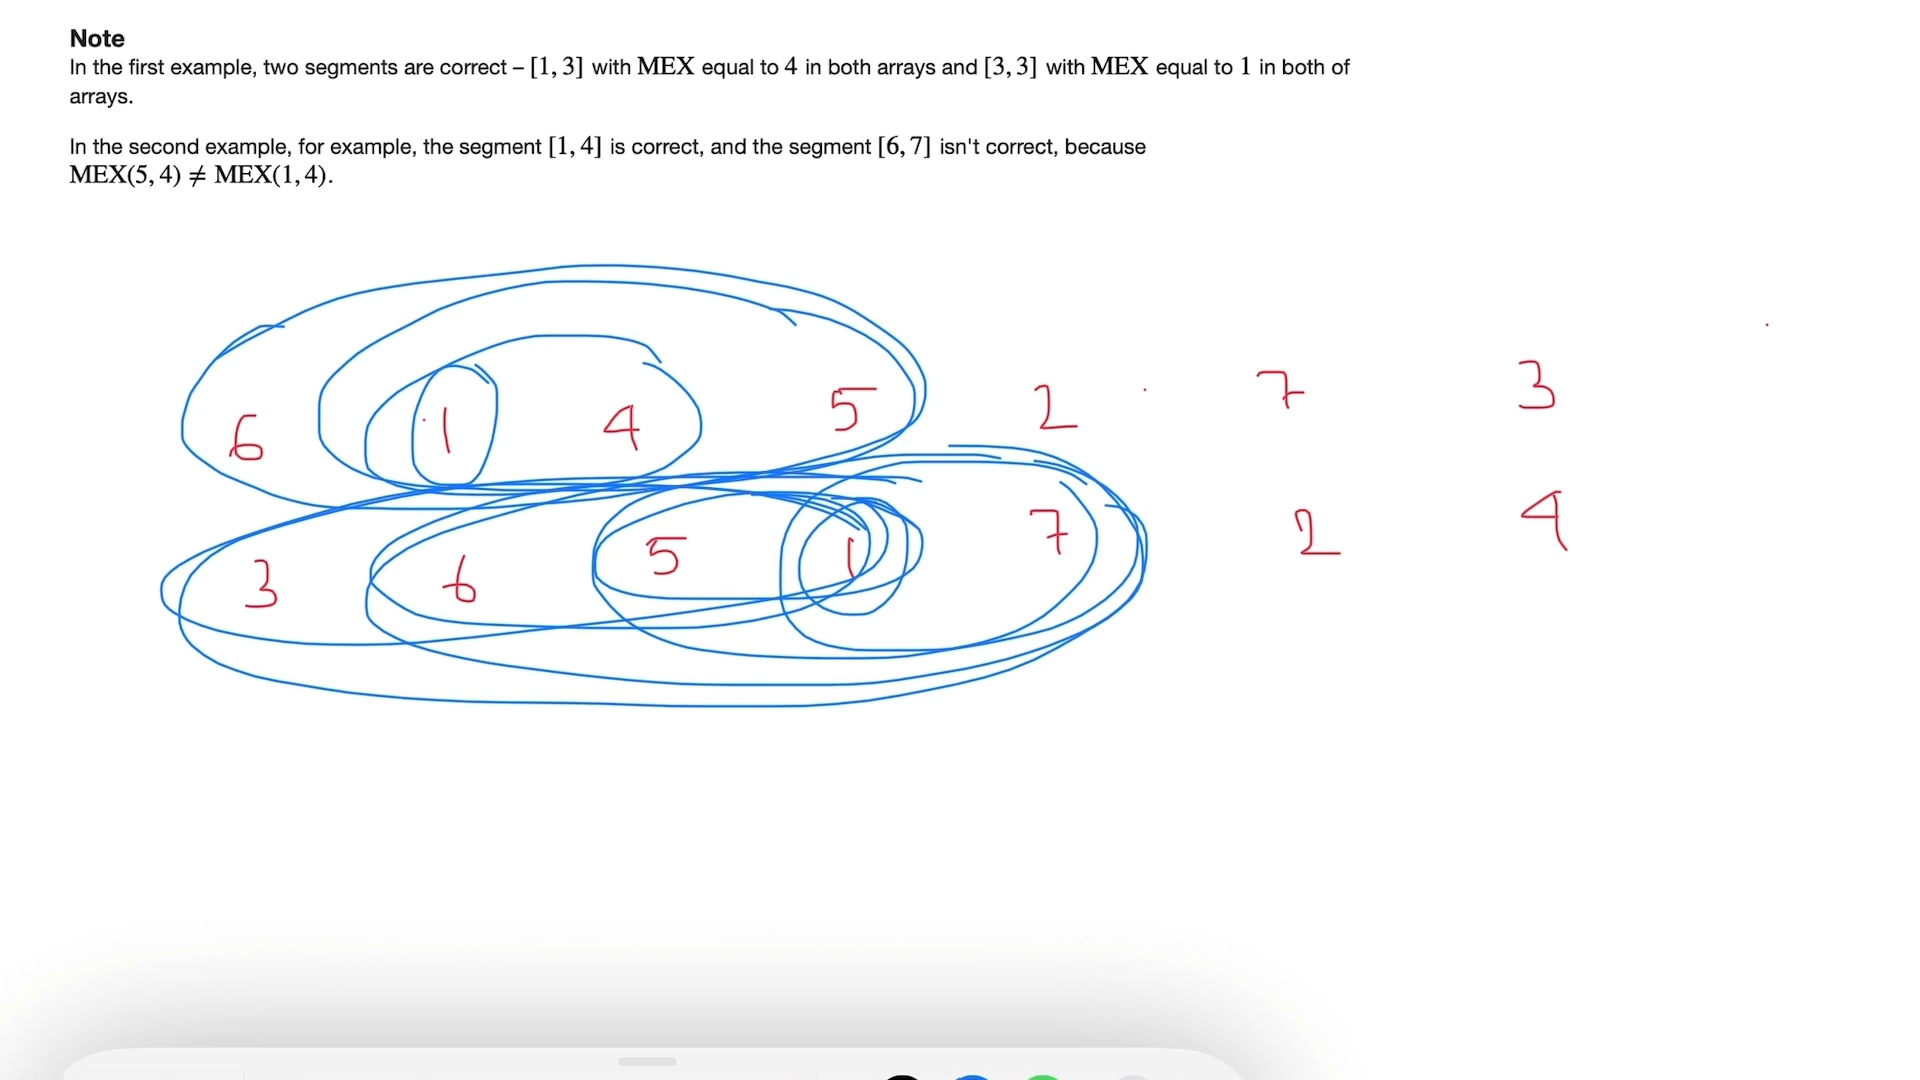 Note
In the first example, two segments are correct – [1, 3] with MEX equal to 4 in both arrays and [3, 3] with MEX equal to 1 in both of
arrays.
In the second example, for example, the segment [1, 4] is correct, and the segment [6, 7] isn't correct, because
MEX(5, 4) ≠ MEX(1, 4).
6 1 4 5 2 7 3
3 6 5 1 7 2 4